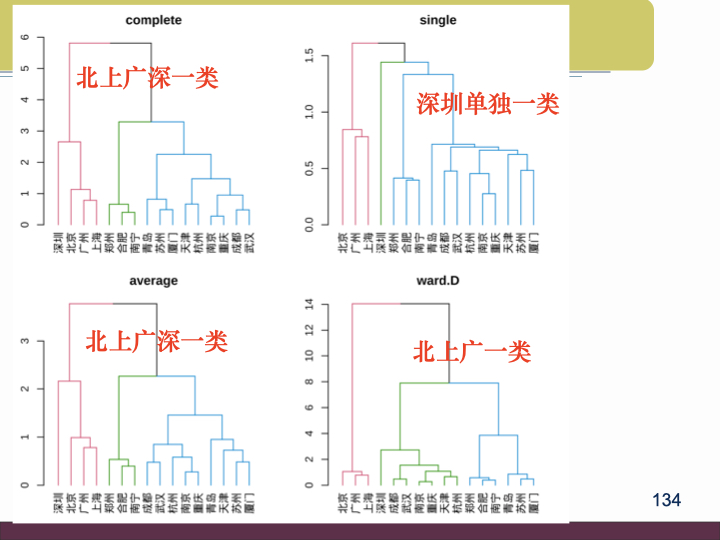 complete
6
5
4
3
2
1
0
北上广深一类
深圳 北京 广州 上海 郑州 合肥 南宁 青岛 苏州 厦门 天津 杭州 南京 重庆 成都 武汉
single
1.5
1.0
0.5
0.0
深圳单独一类
北京 广州 上海 深圳 郑州 合肥 南宁 青岛 成都 武汉 杭州 南京 重庆 天津 苏州 厦门
average
3
2
1
0
北上广深一类
深圳 北京 广州 上海 郑州 合肥 南宁 成都 武汉 杭州 南京 重庆 青岛 天津 苏州 厦门
ward.D
14
12
10
8
6
4
2
0
北上广一类
北京 广州 上海 深圳 成都 武汉 南京 重庆 天津 杭州 郑州 合肥 南宁 青岛 苏州 厦门
134